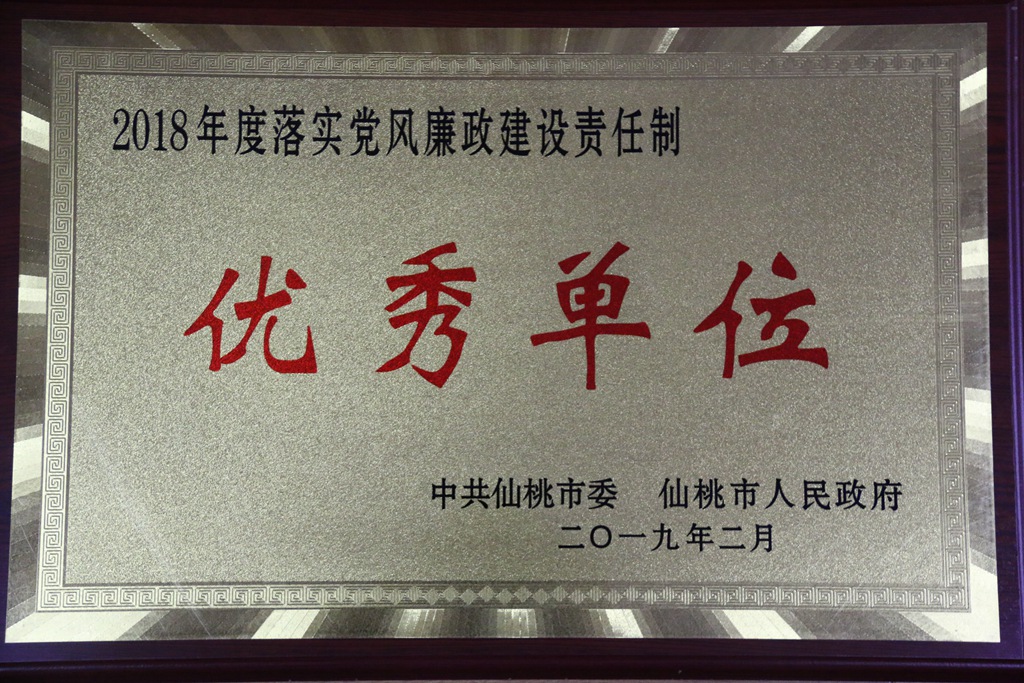 2018年度落实党风廉政建设责任制
优秀单位
中共仙桃市委 仙桃市人民政府
二〇一九年二月